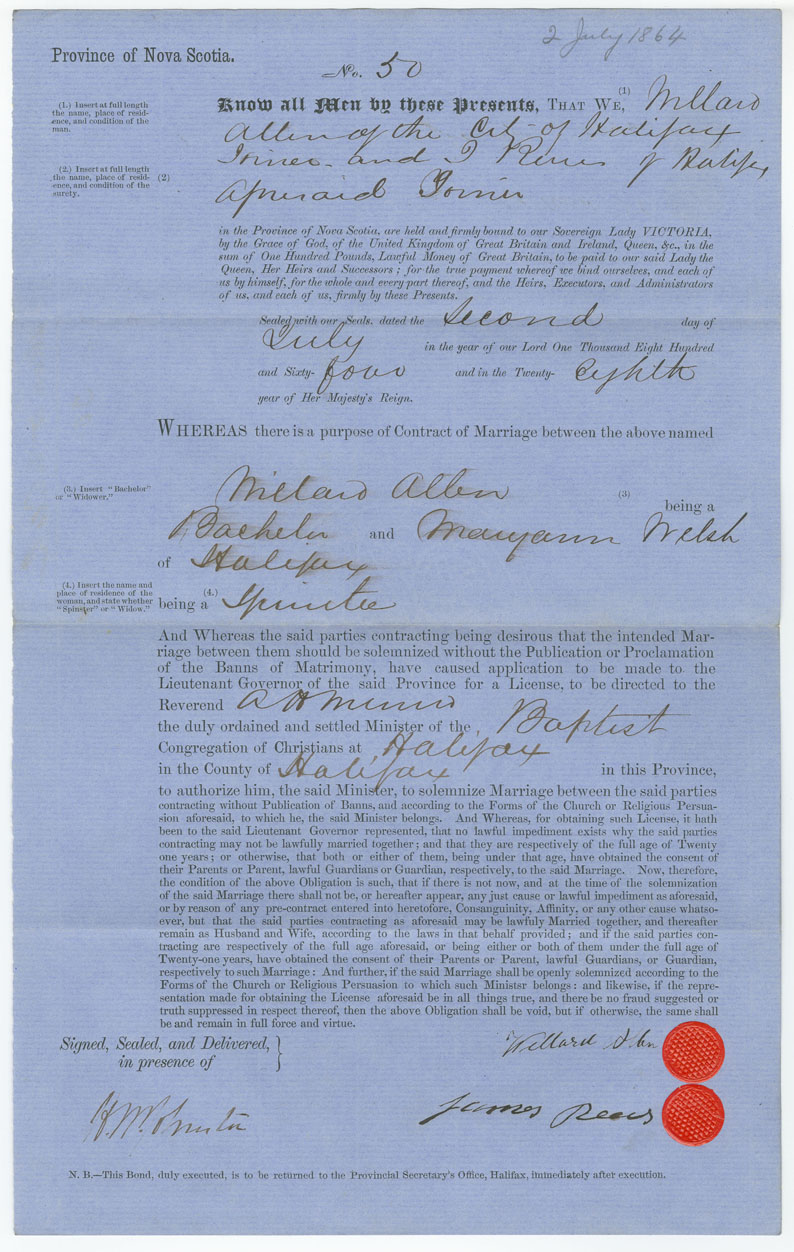 2 July 1864
Province of Nova Scotia.
No. 50
(1.) Insert at full length
the name, place of resid-
ence, and condition of the
man.
Know all Men by these Presents, THAT WE, (1) Willard
Allen of the City of Halifax
Joiner and J of Halifax
(2.) Insert at full length
the name, place of resid-
ence, and condition of the
surety.
(2) aforesaid Joiner
in the Province of Nova Scotia, are held and firmly bound to our Sovereign Lady VICTORIA,
by the Grace of God, of the United Kingdom of Great Britain and Ireland, Queen, &c., in the
sum of One Hundred Pounds, Lawful Money of Great Britain, to be paid to our said Lady the
Queen, Her Heirs and Successors ; for the true payment whereof we bind ourselves, and each of
us by himself, for the whole and every part thereof, and the Heirs, Executors, and Administrators
of us, and each of us, firmly by these Presents.
Sealed with our Seals, dated the Second day of
July in the year of our Lord One Thousand Eight Hundred
and Sixty- four and in the Twenty- eighth
year of Her Majesty's Reign.
WHEREAS there is a purpose of Contract of Marriage between the above named
(3.) Insert "Bachelor"
or "Widower."
Willard Allen (3) being a
Bachelor and Maryann Welsh
of Halifax
(4.) Insert the name and
place of residence of the
woman, and state whether
"Spinster" or "Widow."
being a (4.) Spinster
And Whereas the said parties contracting being desirous that the intended Mar-
riage between them should be solemnized without the Publication or Proclamation
of the Banns of Matrimony, have caused application to be made to the
Lieutenant Governor of the said Province for a License, to be directed to the
Reverend A H Munro
the duly ordained and settled Minister of the Baptist
Congregation of Christians at Halifax
in the County of Halifax in this Province,
to authorize him, the said Minister, to solemnize Marriage between the said parties
contracting without Publication of Banns, and according to the Forms of the Church or Religious Persua-
sion aforesaid, to which he, the said Minister belongs. And Whereas, for obtaining such License, it hath
been to the said Lieutenant Governor represented, that no lawful impediment exists why the said parties
contracting may not be lawfully married together ; and that they are respectively of the full age of Twenty
one years ; or otherwise, that both or either of them, being under that age, have obtained the consent of
their Parents or Parent, lawful Guardians or Guardian, respectively, to the said Marriage. Now, therefore,
the condition of the above Obligation is such, that if there is not now, and at the time of the solemnization
of the said Marriage there shall not be, or hereafter appear, any just cause or lawful impediment as aforesaid,
or by reason of any pre-contract entered into heretofore, Consanguinity, Affinity, or any other cause whatso-
ever, but that the said parties contracting as aforesaid may be lawfuly Married together, and thereafter
remain as Husband and Wife, according to the laws in that behalf provided ; and if the said parties con-
tracting are respectively of the full age aforesaid, or being either or both of them under the full age of
Twenty-one years, have obtained the consent of their Parents or Parent, lawful Guardians, or Guardian,
respectively to such Marriage : And further, if the said Marriage shall be openly solemnized according to the
Forms of the Church or Religious Persuasion to which such Ministsr belongs : and likewise, if the repre-
sentation made for obtaining the License aforesaid be in all things true, and there be no fraud suggested or
truth suppressed in respect thereof, then the above Obligation shall be void, but if otherwise, the same shall
be and remain in full force and virtue.
Signed, Sealed, and Delivered,
in presence of
Willard Allen
James
N. B.—This Bond, duly executed, is to be returned to the Provincial Secretary's Office, Halifax, immediately after execution.